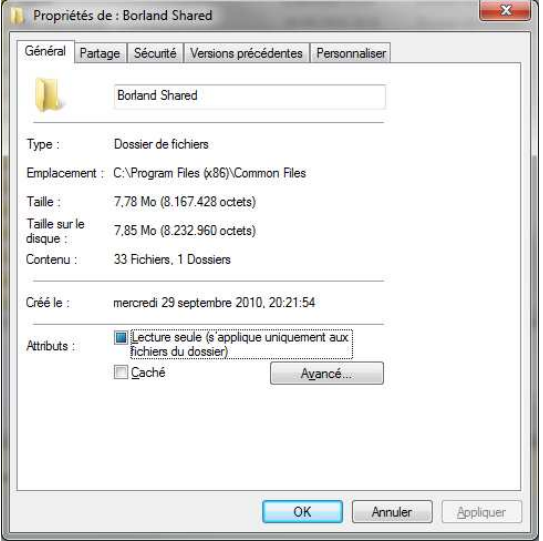 Propriétés de : Borland Shared
Général Partage Sécurité Versions précédentes Personnaliser
Borland Shared
Type : Dossier de fichiers
Emplacement : C:\Program Files (x86)\Common Files
Taille : 7,78 Mo (8.167.428 octets)
Taille sur le
disque : 7,85 Mo (8.232.960 octets)
Contenu : 33 Fichiers, 1 Dossiers
Créé le : mercredi 29 septembre 2010, 20:21:54
Attributs : Lecture seule (s'applique uniquement aux
fichiers du dossier)
Caché Avancé...
OK Annuler Appliquer